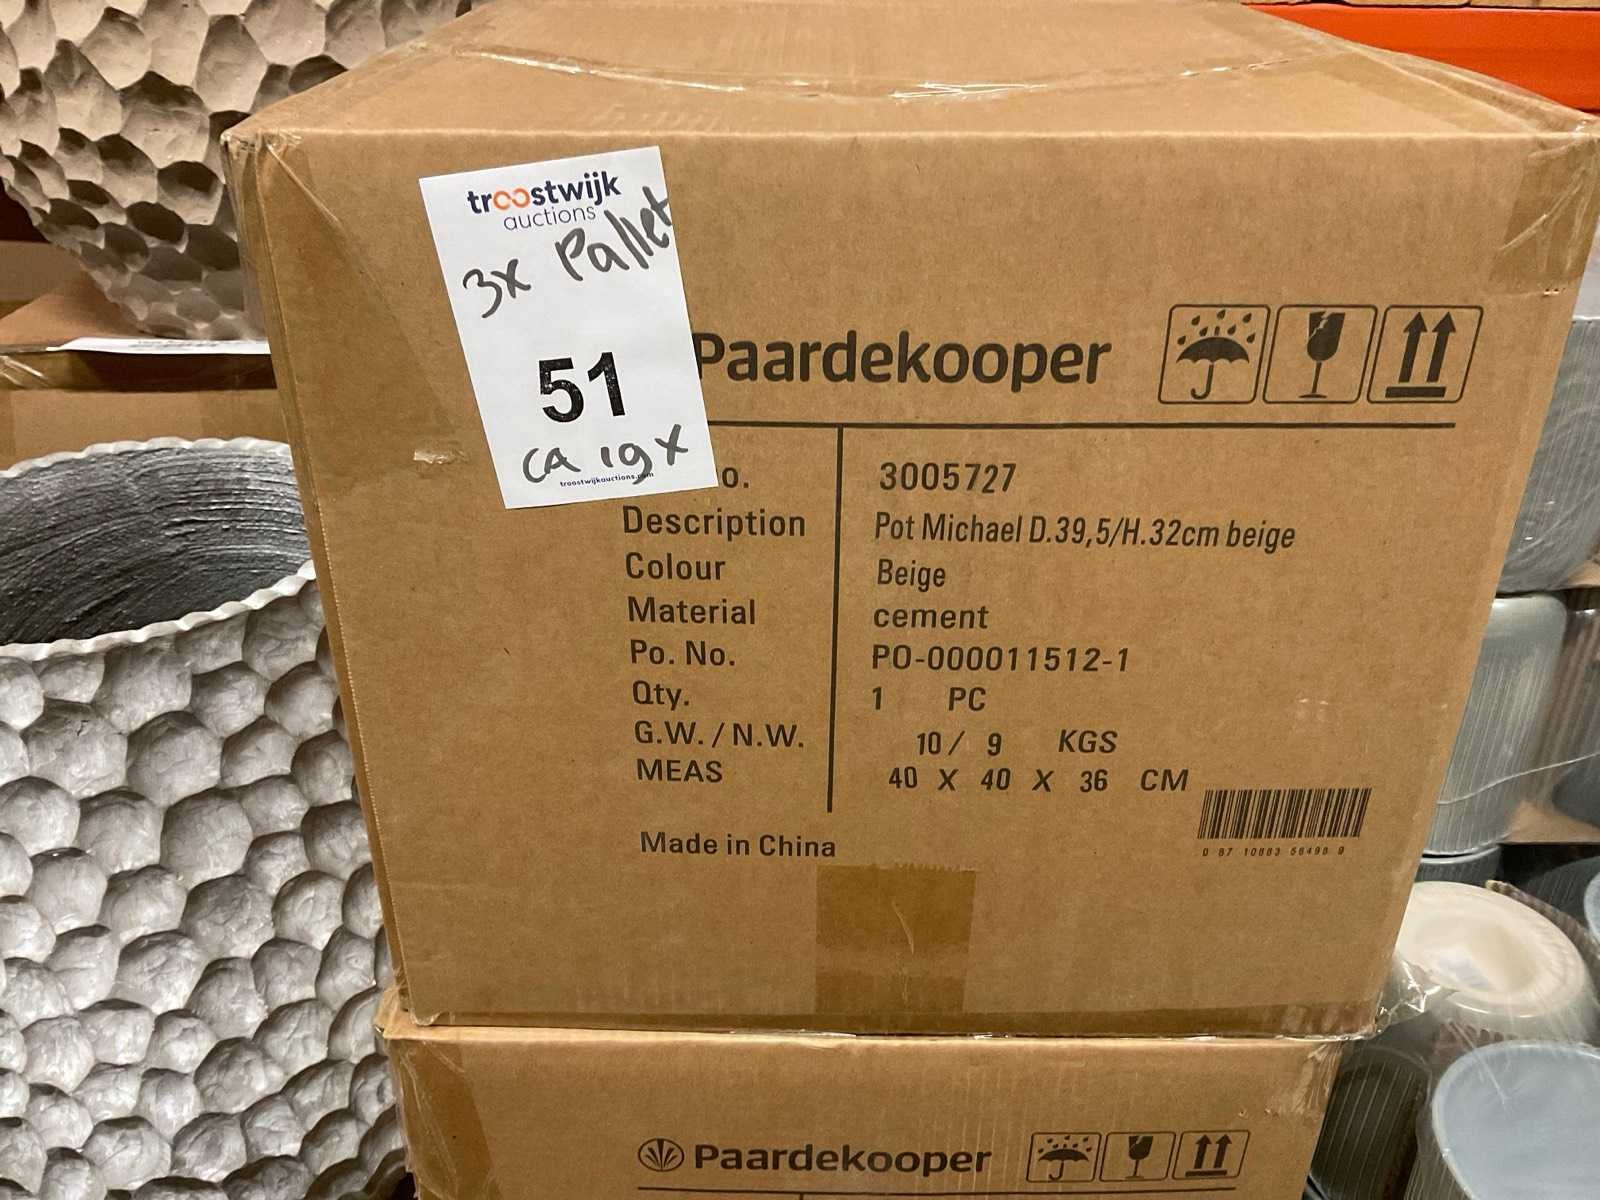 troostwijk
auctions
3x Pallet
51
CA 19x
troostwijkauctions.com
Paardekooper
o. 3005727
Description Pot Michael D.39,5/H.32cm beige
Colour Beige
Material cement
Po. No. PO-000011512-1
Qty. 1 PC
G.W. / N.W. 10 / 9 KGS
MEAS 40 X 40 X 36 CM
Made in China
Paardekooper